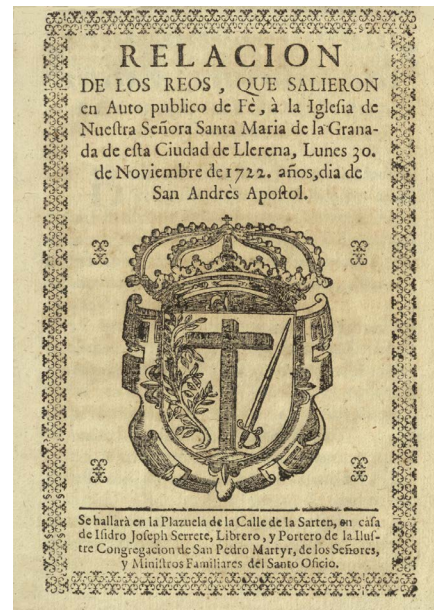 RELACION
DE LOS REOS, QUE SALIERON
en Auto publico de Fè, à la Iglesia de
Nuestra Señora Santa Maria de la Grana-
da de esta Ciudad de Llerena, Lunes 30.
de Noviembre de 1722. años, dia de
San Andrès Apostol.
Se hallarà en la Plazuela de la Calle de la Sarten, en casa
de Isidro Joseph Serrete, Librero, y Portero de la Ilus-
tre Congregacion de San Pedro Martyr, de los Señores,
y Ministros Familiares del Santo Oficio.